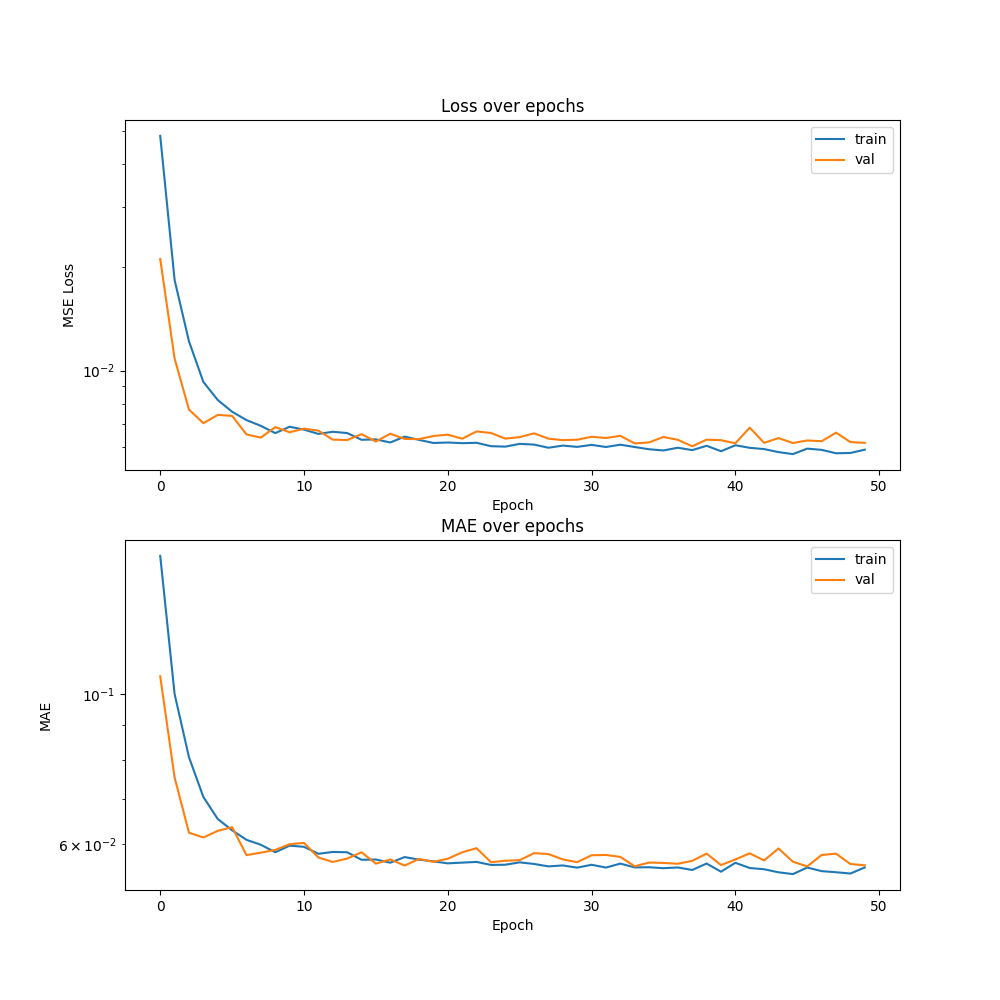 Loss over epochs
train
val
MSE Loss
10⁻²
0 10 20 30 40 50
Epoch
MAE over epochs
train
val
MAE
10⁻¹
6 × 10⁻²
0 10 20 30 40 50
Epoch